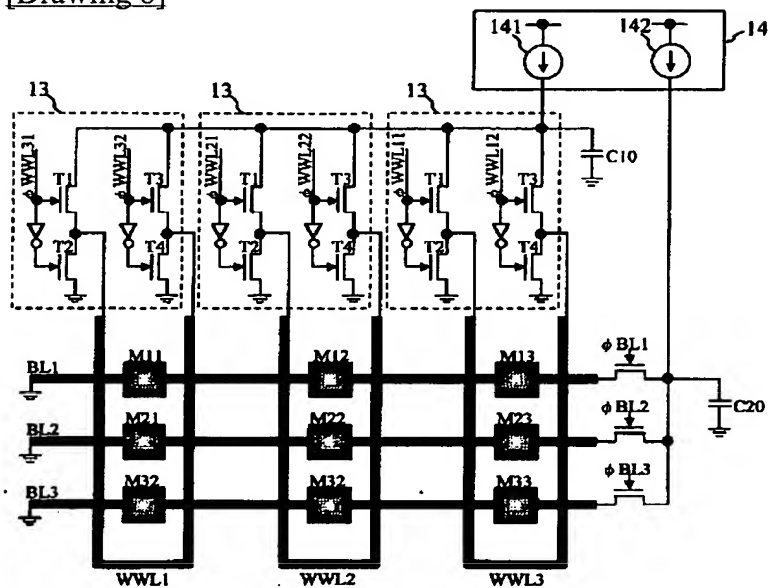 [Drawing 6]
141 142 14
13 13 13
φWWL31 φWWL32 φWWL21 φWWL22 φWWL11 φWWL12
C10
T1 T3 T1 T3 T1 T3
T2 T4 T2 T4 T2 T4
BL1 M11 M12 M13 φBL1
BL2 M21 M22 M23 φBL2 C20
BL3 M32 M32 M33 φBL3
WWL1 WWL2 WWL3